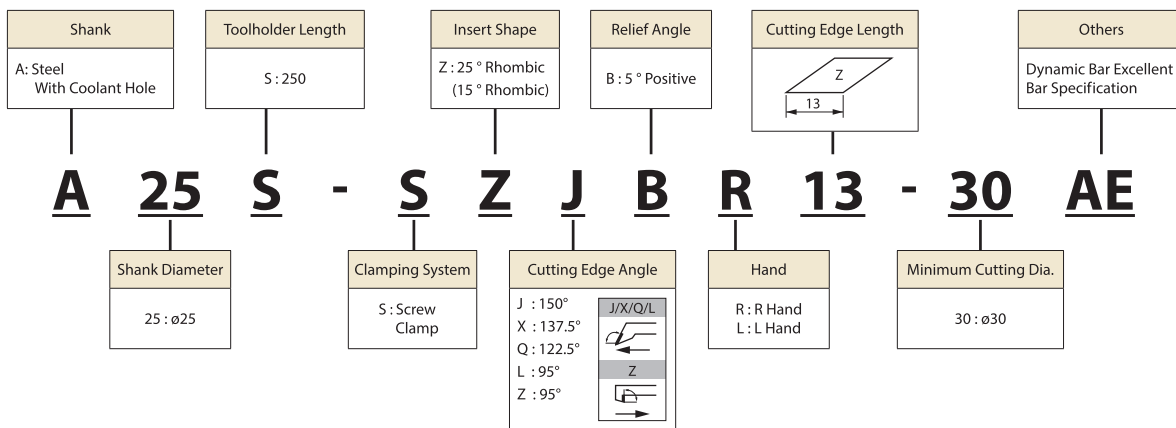 Shank
A: Steel
With Coolant Hole
Toolholder Length
S : 250
Insert Shape
Z : 25 ° Rhombic
(15 ° Rhombic)
Relief Angle
B : 5 ° Positive
Cutting Edge Length
Z
13
Others
Dynamic Bar Excellent
Bar Specification
A 25 S - S Z J B R 13 - 30 AE
Shank Diameter
25 : ø25
Clamping System
S : Screw
Clamp
Cutting Edge Angle
J : 150°
X : 137.5°
Q : 122.5°
L : 95°
Z : 95°
J/X/Q/L
Z
Hand
R : R Hand
L : L Hand
Minimum Cutting Dia.
30 : ø30